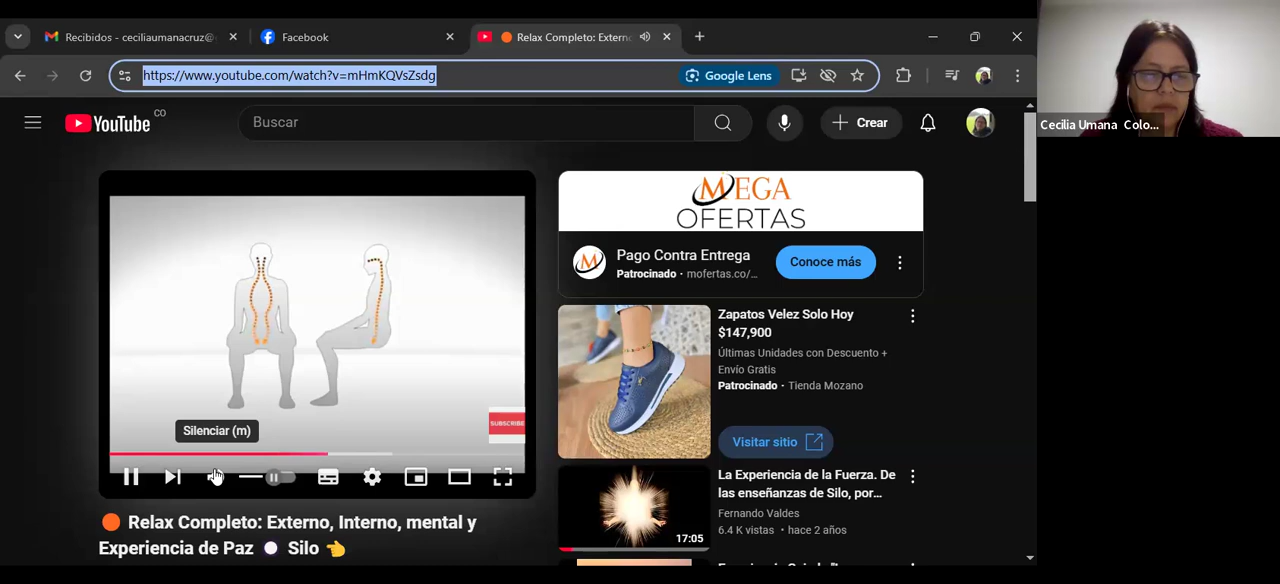 Recibidos - ceciliaumanacruz@
Facebook
Relax Completo: Externo
https://www.youtube.com/watch?v=mHmKQVsZsdg
Google Lens
YouTube CO
Buscar
Crear
Cecilia Umana Colo...
MEGA
OFERTAS
Pago Contra Entrega
Patrocinado · mofertas.co/...
Conoce más
Zapatos Velez Solo Hoy
$147,900
Últimas Unidades con Descuento +
Envío Gratis
Patrocinado · Tienda Mozano
Visitar sitio
SUBSCRIBE
Silenciar (m)
La Experiencia de la Fuerza. De
las enseñanzas de Silo, por...
Fernando Valdes
6.4 K vistas · hace 2 años
17:05
Relax Completo: Externo, Interno, mental y
Experiencia de Paz Silo